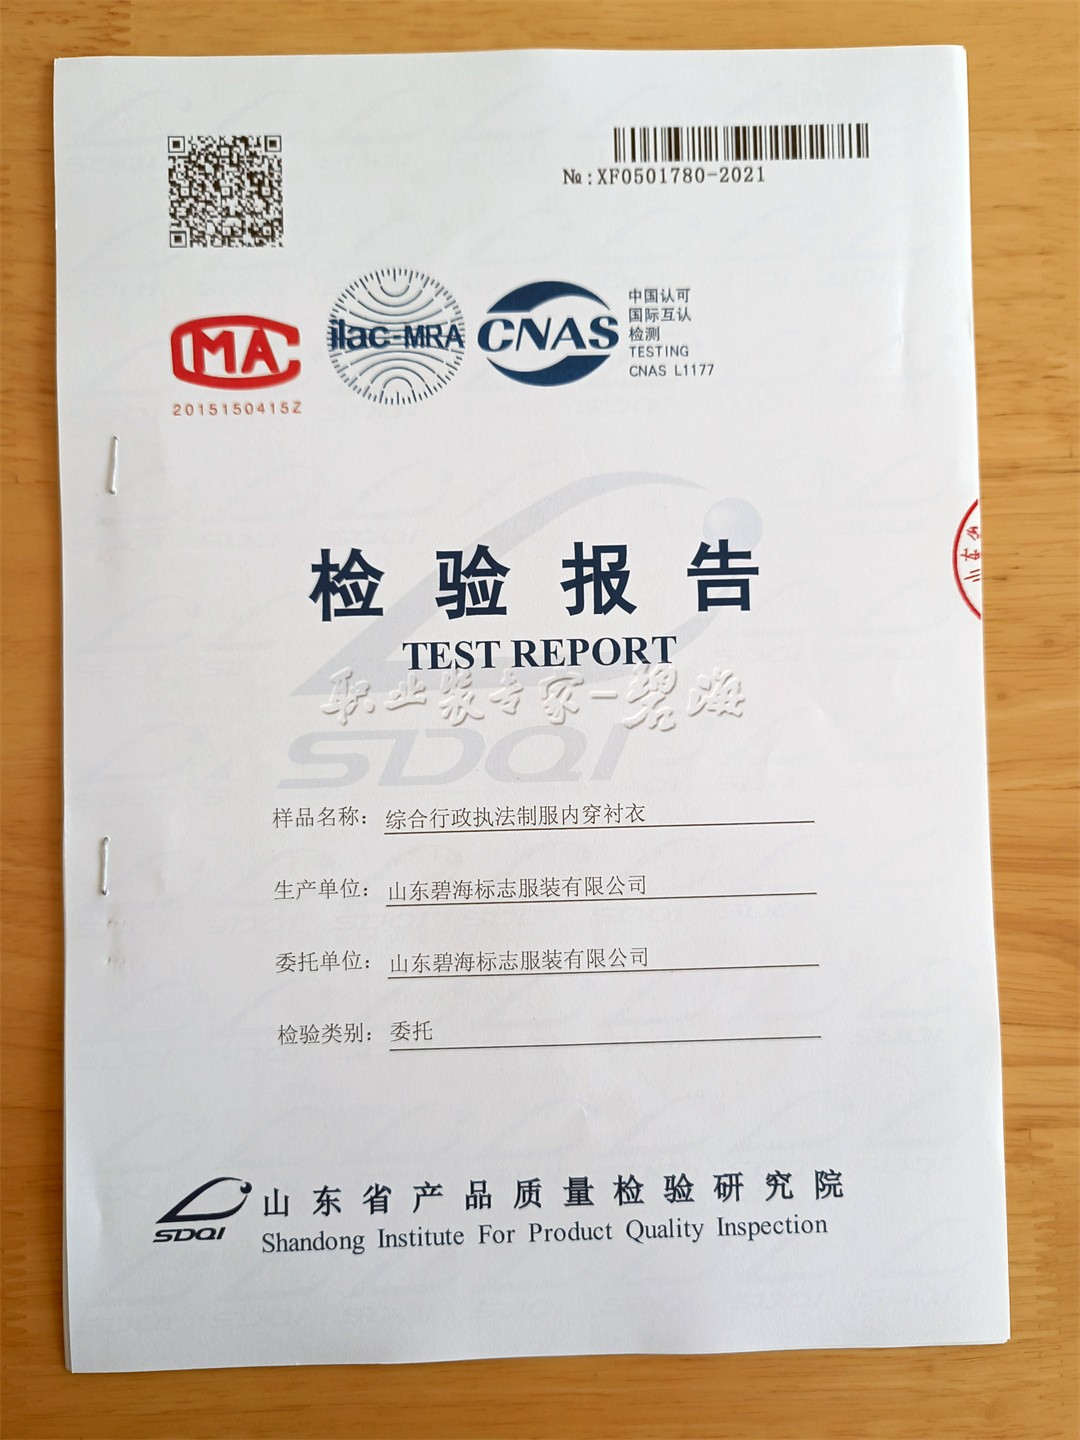 №:XF0501780-2021
MA
2015150415Z
ilac-MRA
CNAS
中国认可
国际互认
检测
TESTING
CNAS L1177
检验报告
TEST REPORT
职业装专家-碧海
SDQI
样品名称： 综合行政执法制服内穿衬衣
生产单位： 山东碧海标志服装有限公司
委托单位： 山东碧海标志服装有限公司
检验类别： 委托
SDQI
山东省产品质量检验研究院
Shandong Institute For Product Quality Inspection